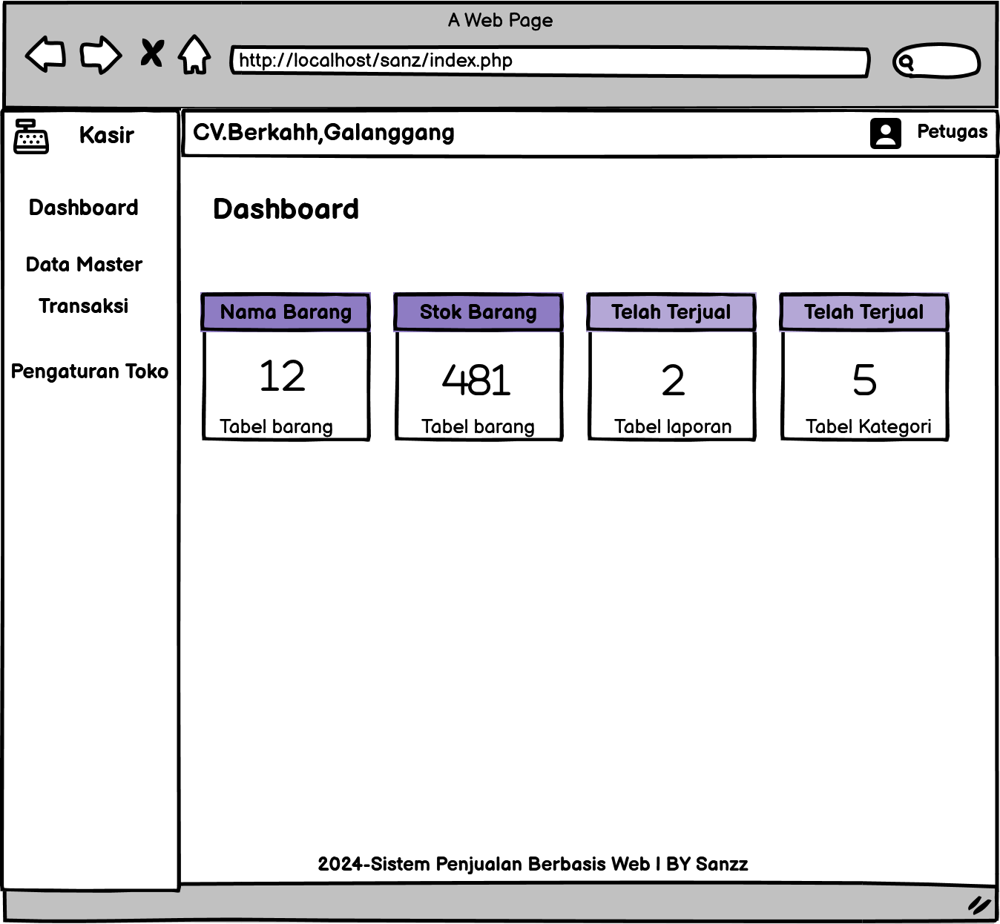 A Web Page
http://localhost/sanz/index.php
Kasir
CV.Berkahh,Galanggang
Petugas
Dashboard
Data Master
Transaksi
Pengaturan Toko
Dashboard
Nama Barang
12
Tabel barang
Stok Barang
481
Tabel barang
Telah Terjual
2
Tabel laporan
Telah Terjual
5
Tabel Kategori
2024-Sistem Penjualan Berbasis Web | BY Sanzz